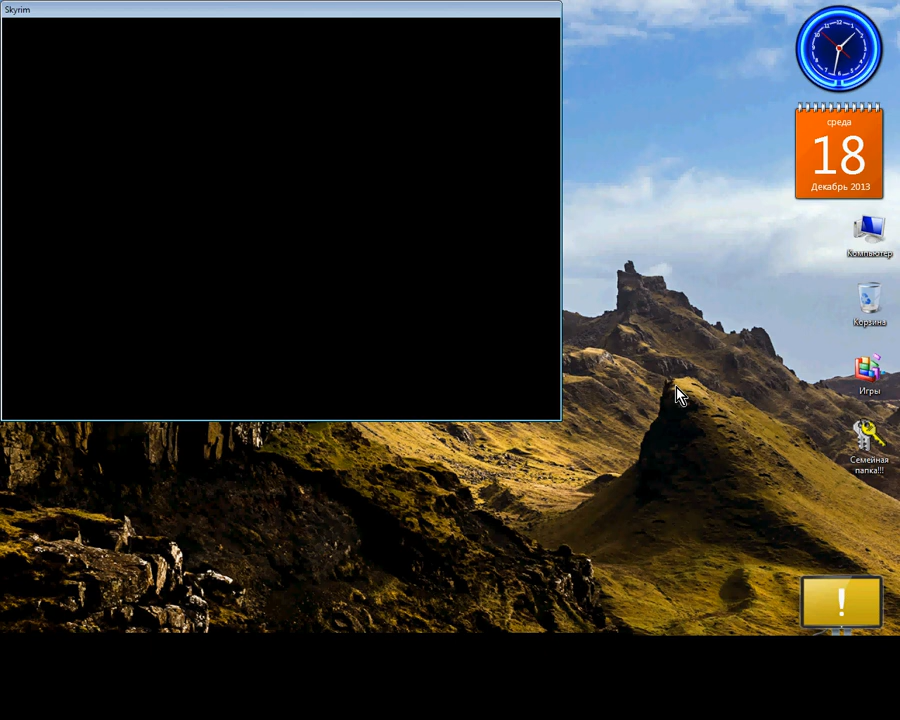 Skyrim
среда
18
Декабрь 2013
Компьютер
Корзина
Игры
Семейная
папка!!!
!